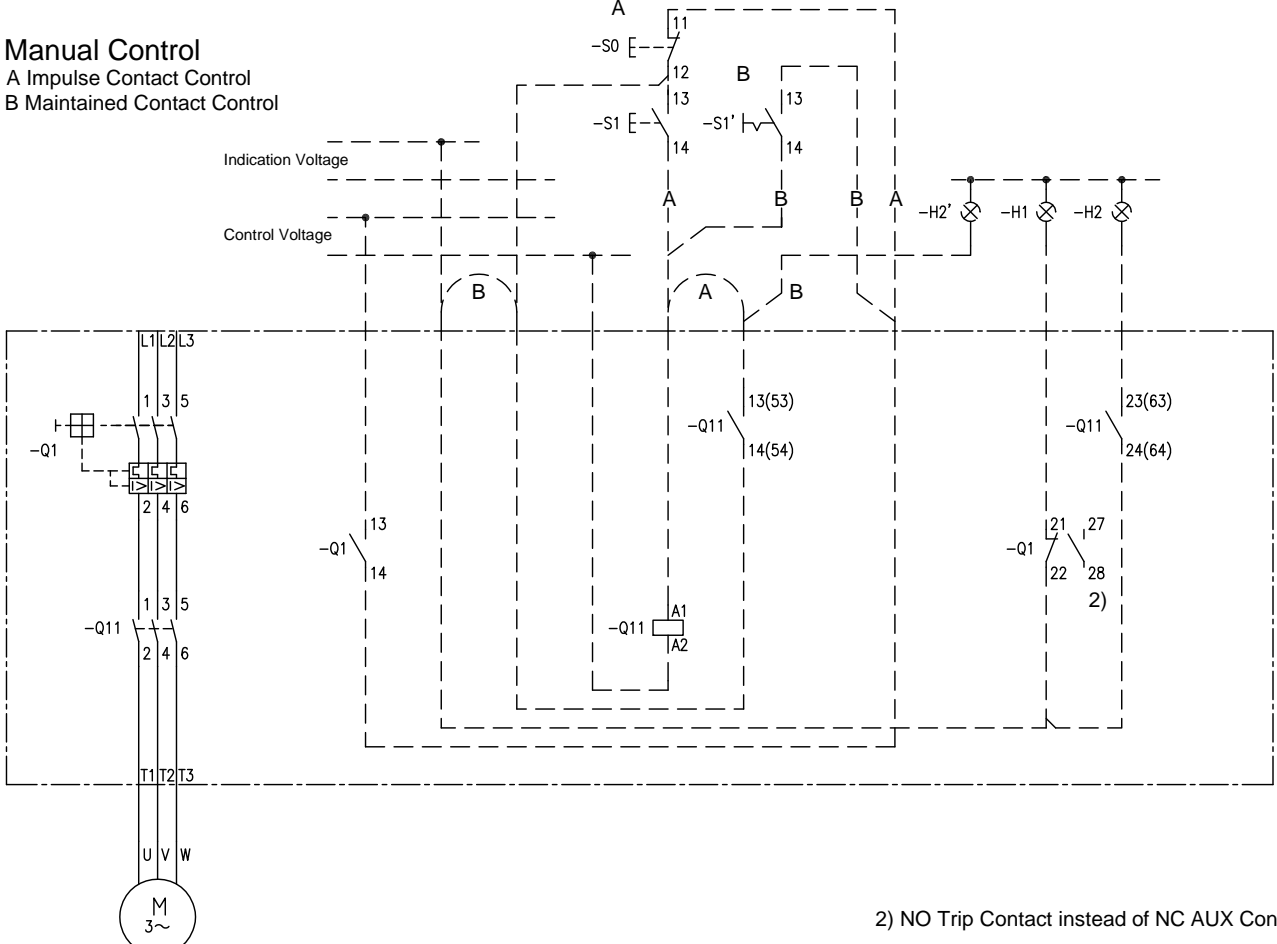 Manual Control
A Impulse Contact Control
B Maintained Contact Control
A
11
-S0
12
B
13
13
-S1
-S1'
14
14
Indication Voltage
Control Voltage
A
B
B
A
-H2'
-H1
-H2
B
A
B
L1 L2 L3
1 3 5
-Q1
2 4 6
13(53)
-Q11
14(54)
23(63)
-Q11
24(64)
13
-Q1
14
21 27
-Q1
22 28
2)
1 3 5
-Q11
2 4 6
A1
-Q11
A2
T1 T2 T3
U V W
M
3~
2) NO Trip Contact instead of NC AUX Con